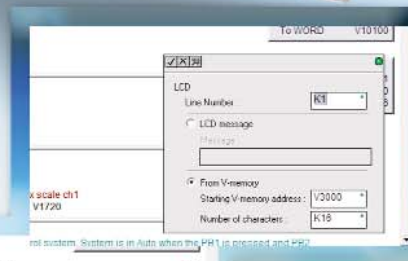 To WORD V10100
LCD
Line Number K1
LCD message
Message
From V-memory
Starting V-memory address : V3000
Number of characters : K16
x scale ch1
V1720
rol system. System is in Auto when the PB1 is pressed and PB2